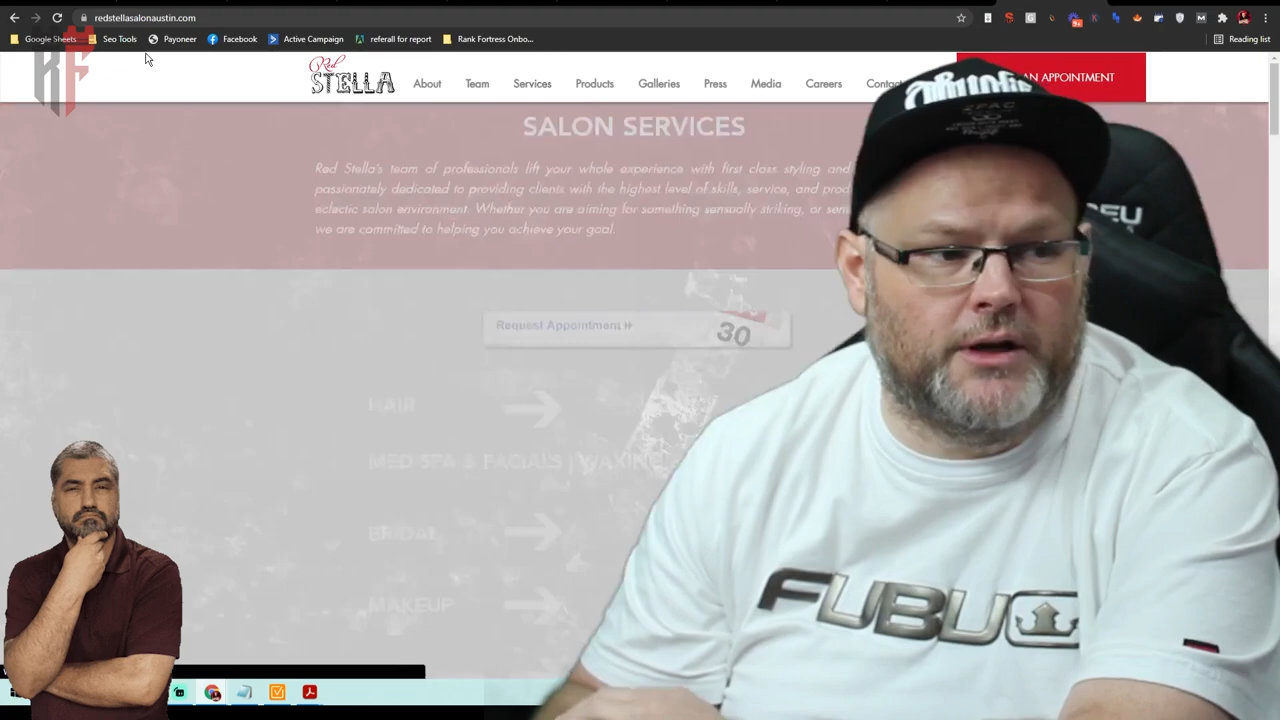 redstellasalonaustin.com
Google Sheets
Seo Tools
Payoneer
Facebook
Active Campaign
referall for report
Rank Fortress Onbo...
Reading list
RF
Red
STELLA
About
Team
Services
Products
Galleries
Press
Media
Careers
Contac
AN APPOINTMENT
SALON SERVICES
Red Stella's team of professionals lift your whole experience with first class styling and
passionately dedicated to providing clients with the highest level of skills, service, and prod
eclectic salon environment. Whether you are aiming for something sensually striking, or sen
we are committed to helping you achieve your goal.
Request Appointment
30
HAIR
MED SPA & FACIALS | WAXING
BRIDAL
MAKEUP
2PAC
FUBU